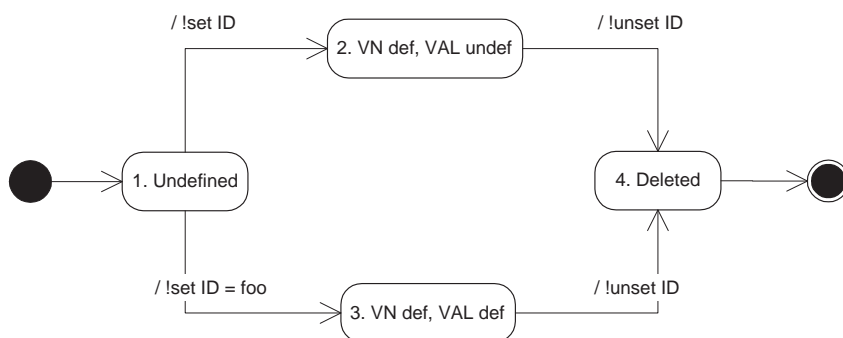 / !set ID
/ !unset ID
2. VN def, VAL undef
1. Undefined
4. Deleted
/ !set ID = foo
/ !unset ID
3. VN def, VAL def